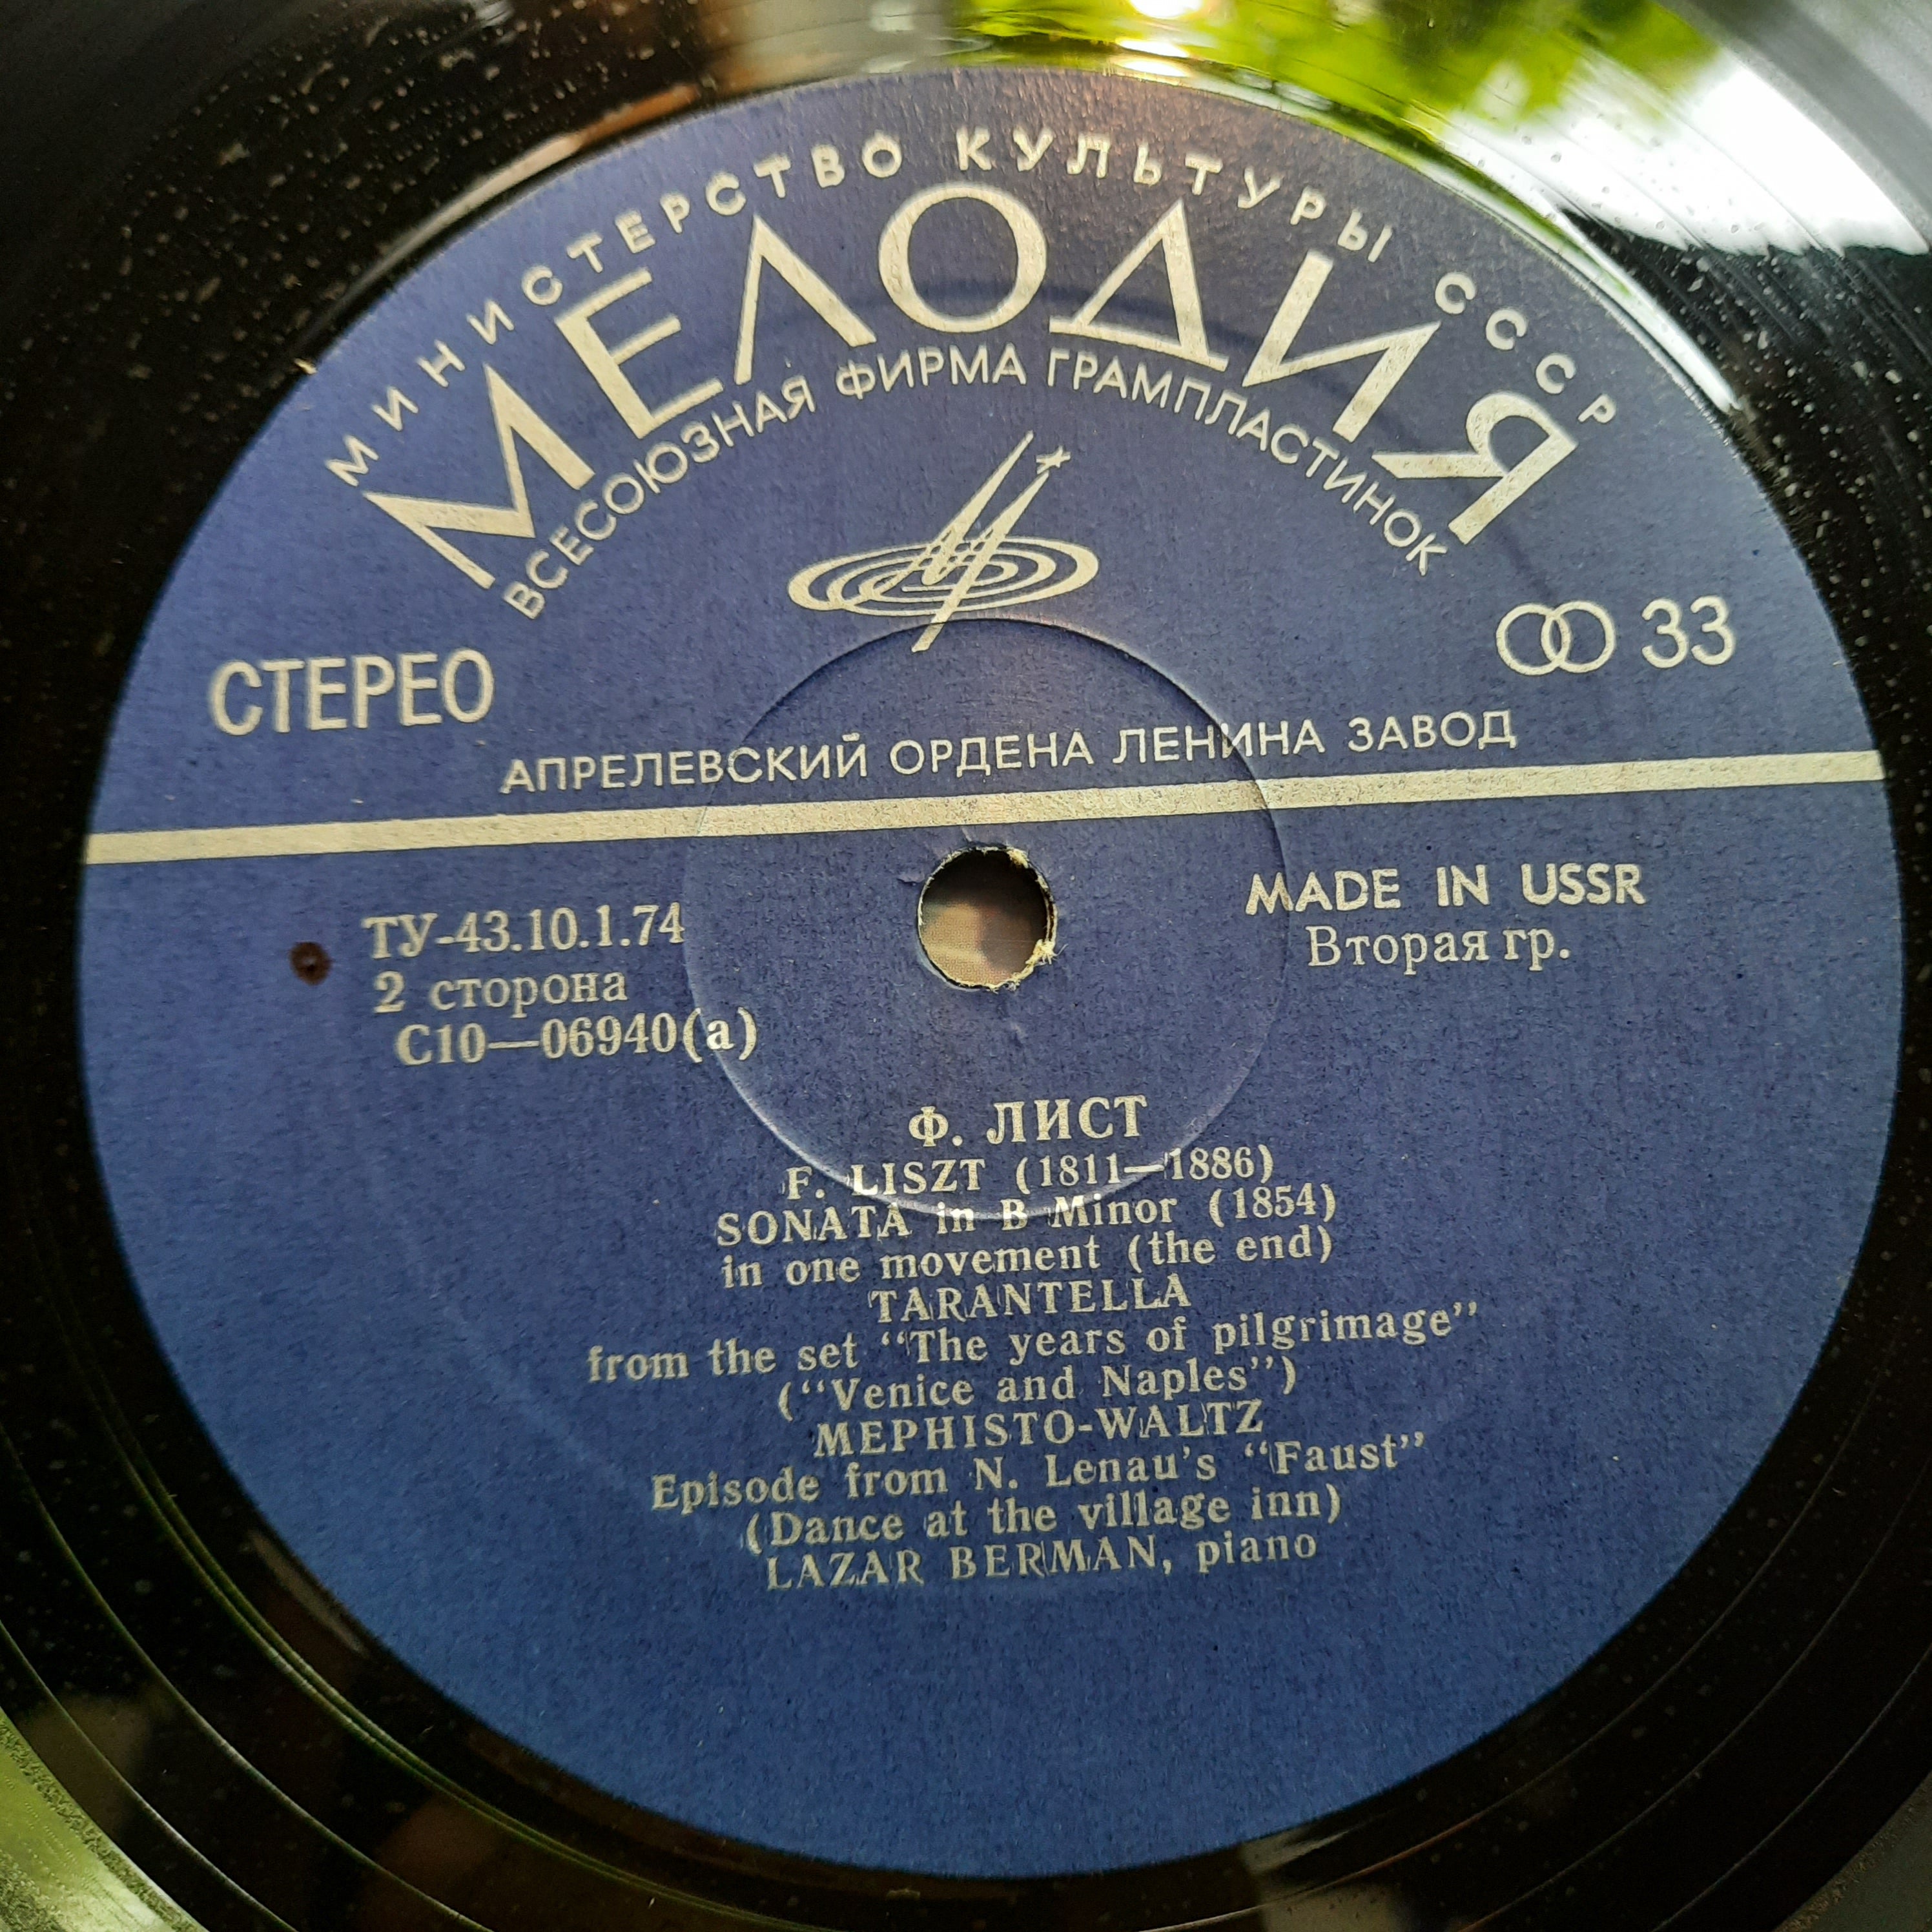 МИНИСТЕРСТВО КУЛЬТУРЫ СССР
МЕЛОДИЯ
ВСЕСОЮЗНАЯ ФИРМА ГРАМПЛАСТИНОК
СТЕРЕО
33
АПРЕЛЕВСКИЙ ОРДЕНА ЛЕНИНА ЗАВОД
ТУ-43.10.1.74
2 сторона
С10—06940(а)
MADE IN USSR
Вторая гр.
Ф. ЛИСТ
F. LISZT (1811—1886)
SONATA in B Minor (1854)
in one movement (the end)
TARANTELLA
from the set “The years of pilgrimage”
(“Venice and Naples”)
MEPHISTO-WALTZ
Episode from N. Lenau's “Faust”
(Dance at the village inn)
LAZAR BERMAN, piano